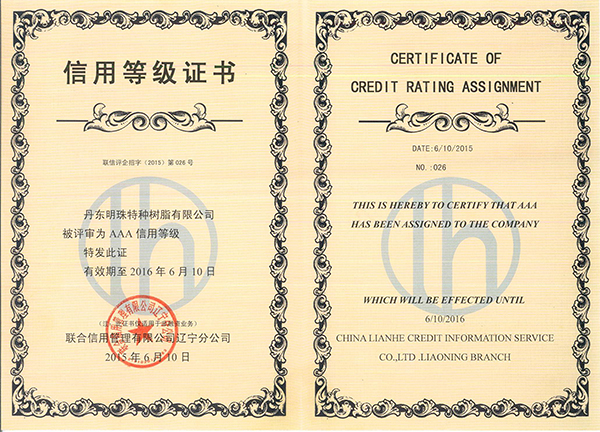 信用等级证书
联信评企招字（2015）第 026 号
丹东明珠特种树脂有限公司
被评审为 AAA 信用等级
特发此证
有效期至 2016 年 6 月 10 日
联合信用管理有限公司辽宁分公司
2015 年 6 月 10 日
CERTIFICATE OF
CREDIT RATING ASSIGNMENT
DATE:6/10/2015
NO. :026
THIS IS HEREBY TO CERTIFY THAT AAA
HAS BEEN ASSIGNED TO THE COMPANY
WHICH WILL BE EFFECTED UNTIL
6/10/2016
CHINA LIANHE CREDIT INFORMATION SERVICE
CO.,LTD .LIAONING BRANCH